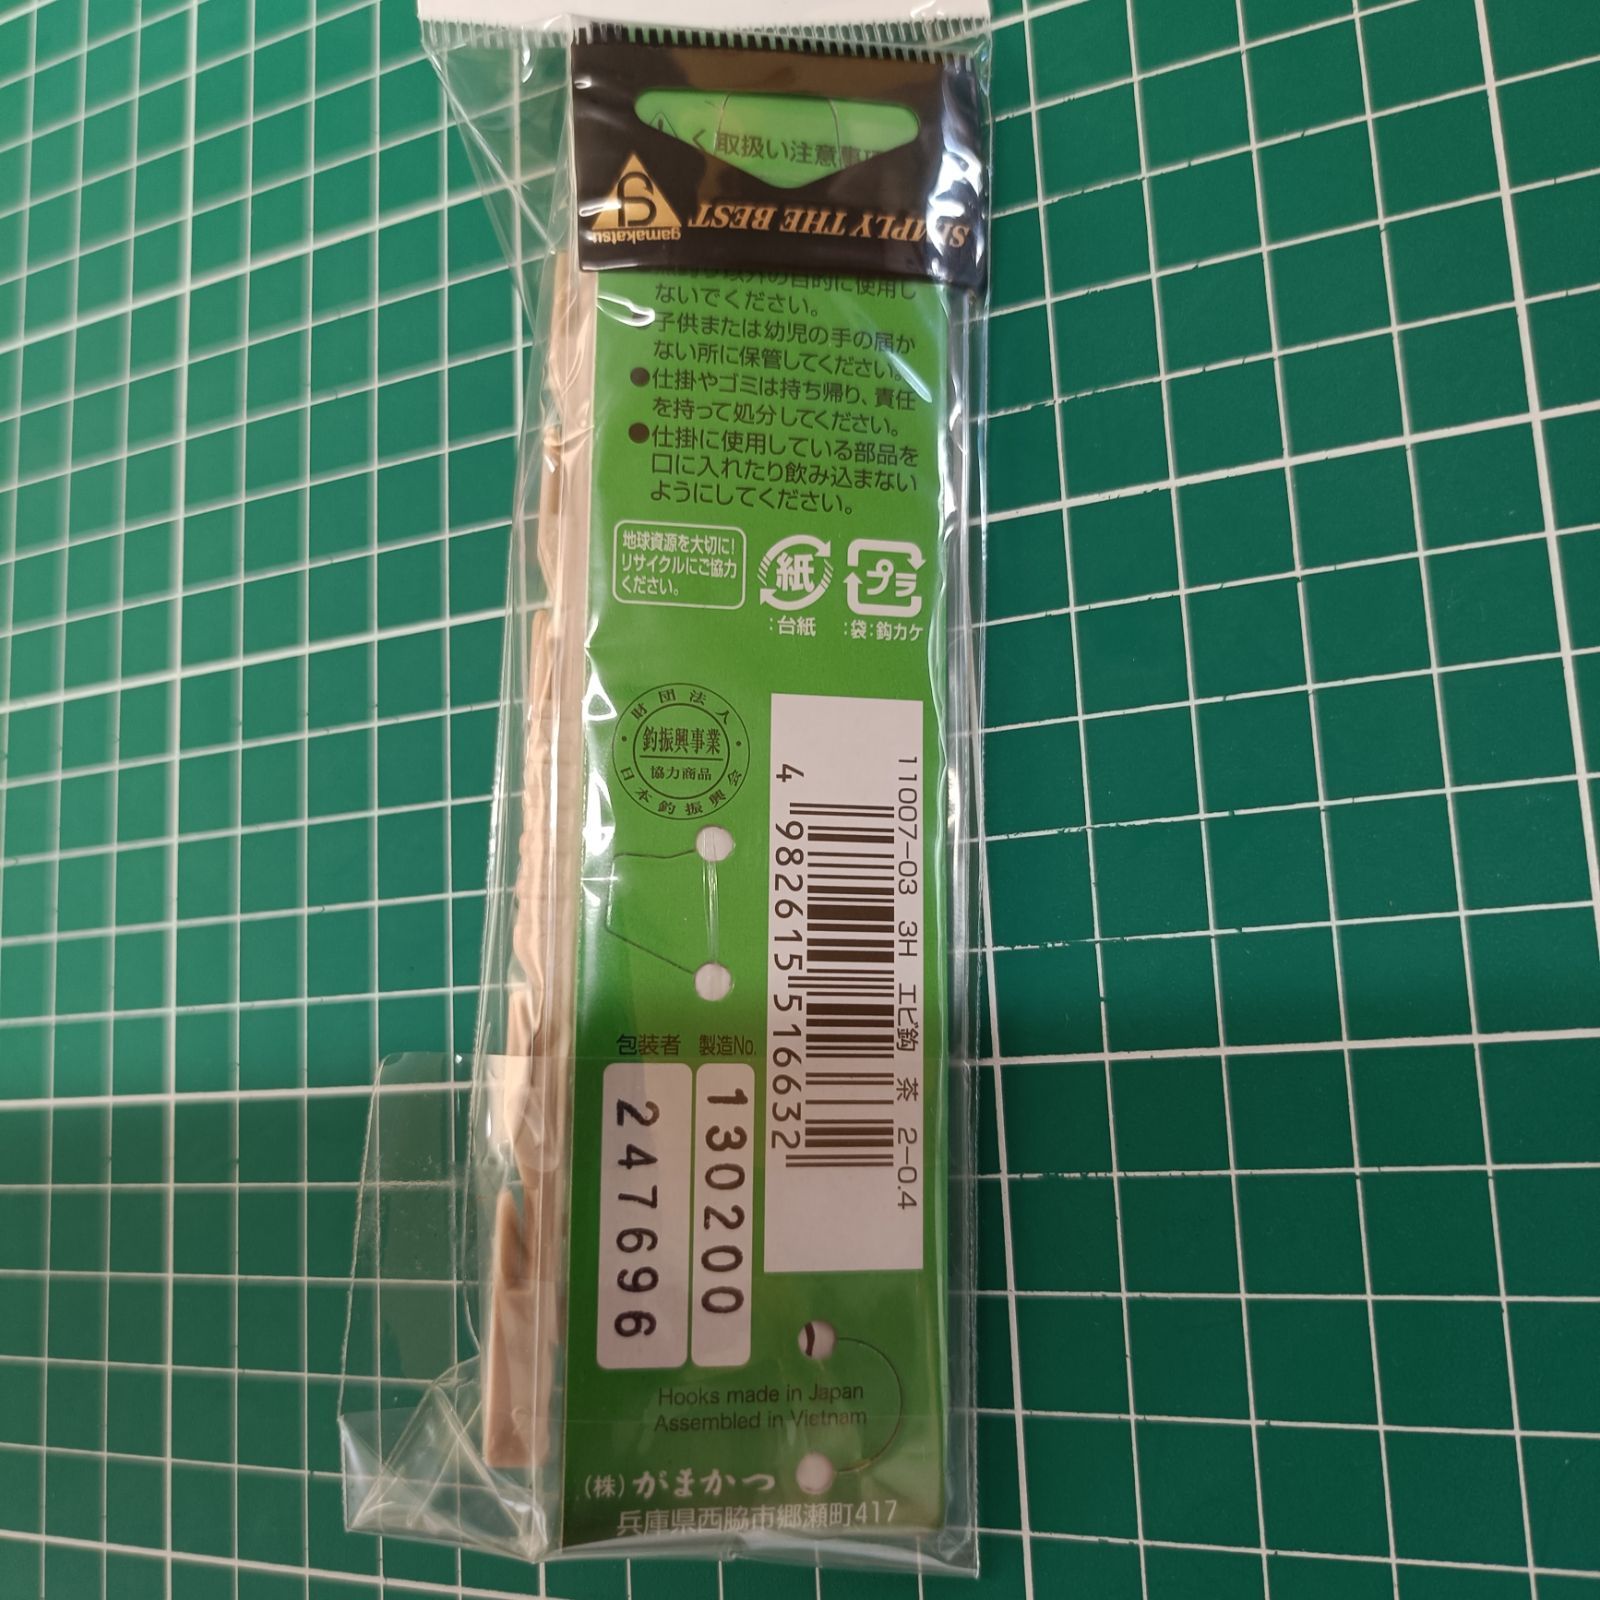 く取扱い注意事項
SIMPLY THE BEST
gamakatsu
以外の目的に使用し
ないでください。
子供または幼児の手の届か
ない所に保管してください。
●仕掛やゴミは持ち帰り、責任
を持って処分してください。
●仕掛に使用している部品を
口に入れたり飲み込まない
ようにしてください。
地球資源を大切に!
リサイクルにご協力
ください。
紙
:台紙
プラ
:袋:鈎カケ
財団法人
釣振興事業
協力商品
日本釣振興会
11007-03 3H エビ鈎 茶 2-0.4
4 982615 516632
包装者
247696
製造No.
130200
Hooks made in Japan
Assembled in Vietnam
(株)がまかつ
兵庫県西脇市郷瀬町417